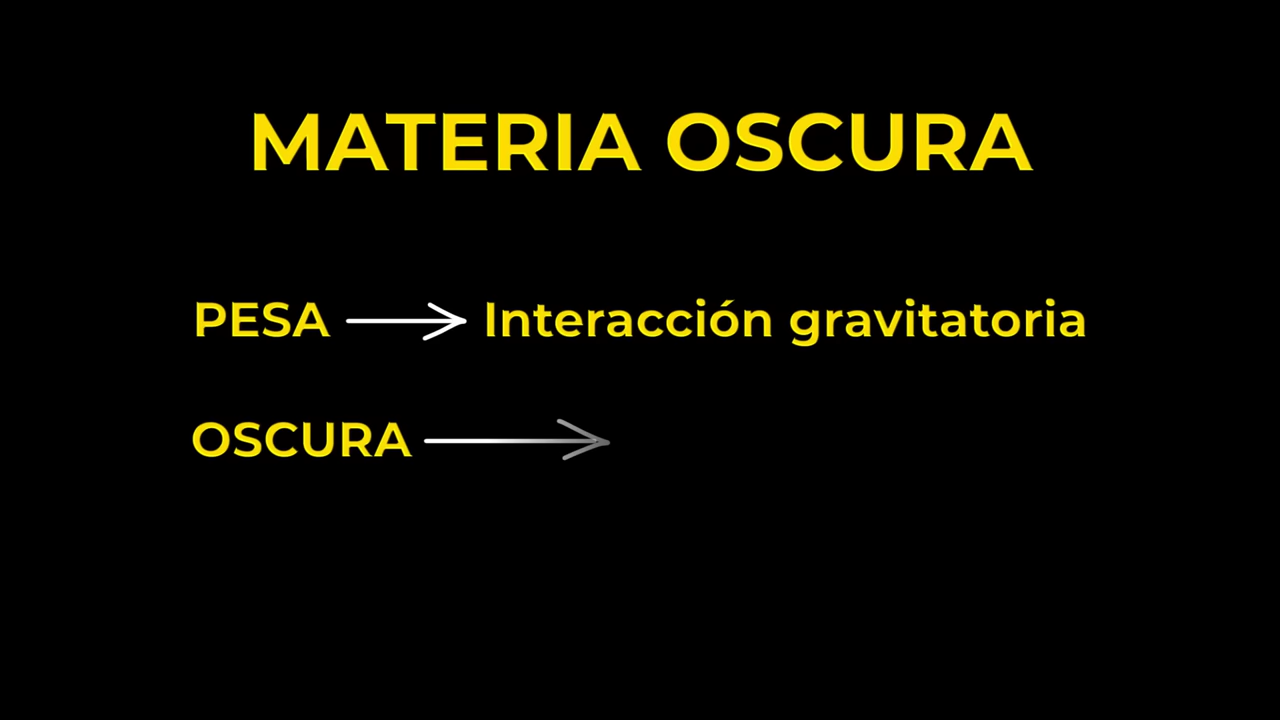 MATERIA OSCURA
PESA → Interacción gravitatoria
OSCURA →